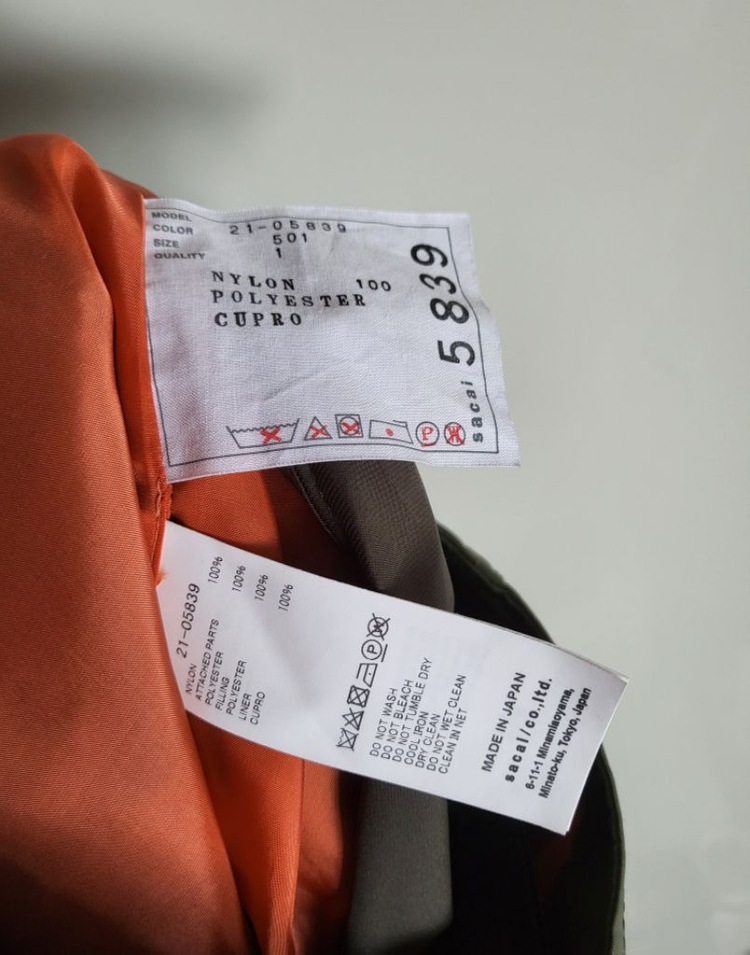 MODEL 21-05839
COLOR 501
SIZE 1
QUALITY
NYLON 100
POLYESTER
CUPRO
sacai 5 839
P
W
21-05839
NYLON 100%
ATTACHED PARTS
POLYESTER 100%
FILLING
POLYESTER 100%
LINER
CUPRO 100%
P
W
DO NOT WASH
DO NOT BLEACH
DO NOT TUMBLE DRY
COOL IRON
DRY CLEAN
DO NOT WET CLEAN
CLEAN IN NET
MADE IN JAPAN
sacai/co.,ltd.
6-11-1 Minamiaoyama,
Minato-ku, Tokyo, Japan